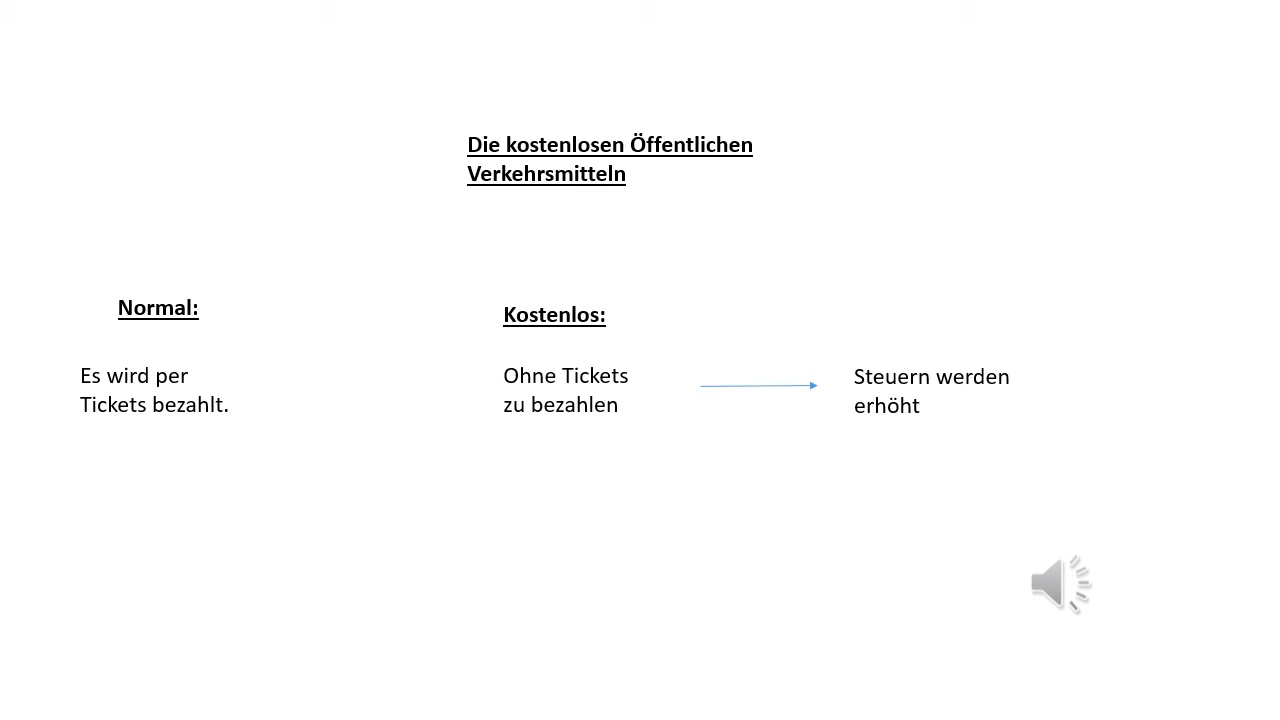 Die kostenlosen Öffentlichen
Verkehrsmitteln
Normal:
Es wird per
Tickets bezahlt.
Kostenlos:
Ohne Tickets
zu bezahlen
Steuern werden
erhöht